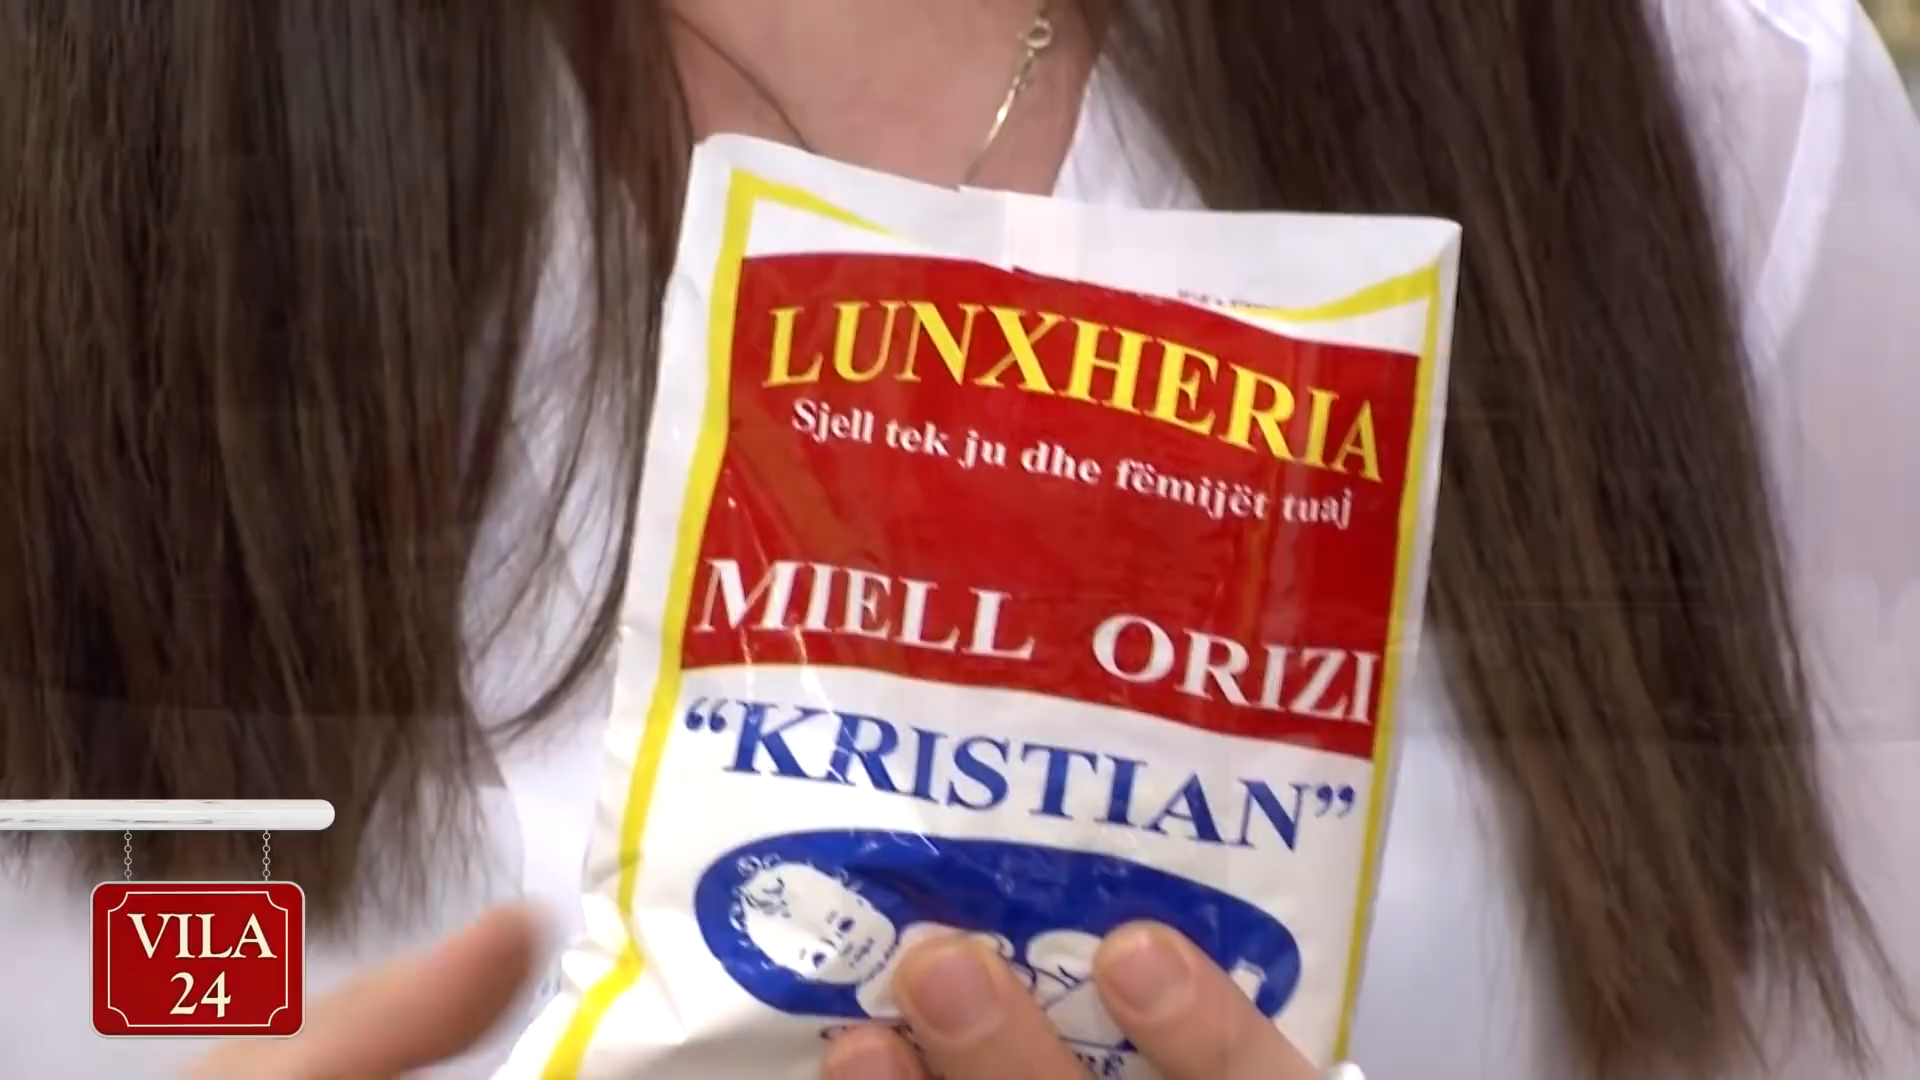 LUNXHERIA
Sjell tek ju dhe fëmijët tuaj
MIELL ORIZI
“KRISTIAN”
VILA
24